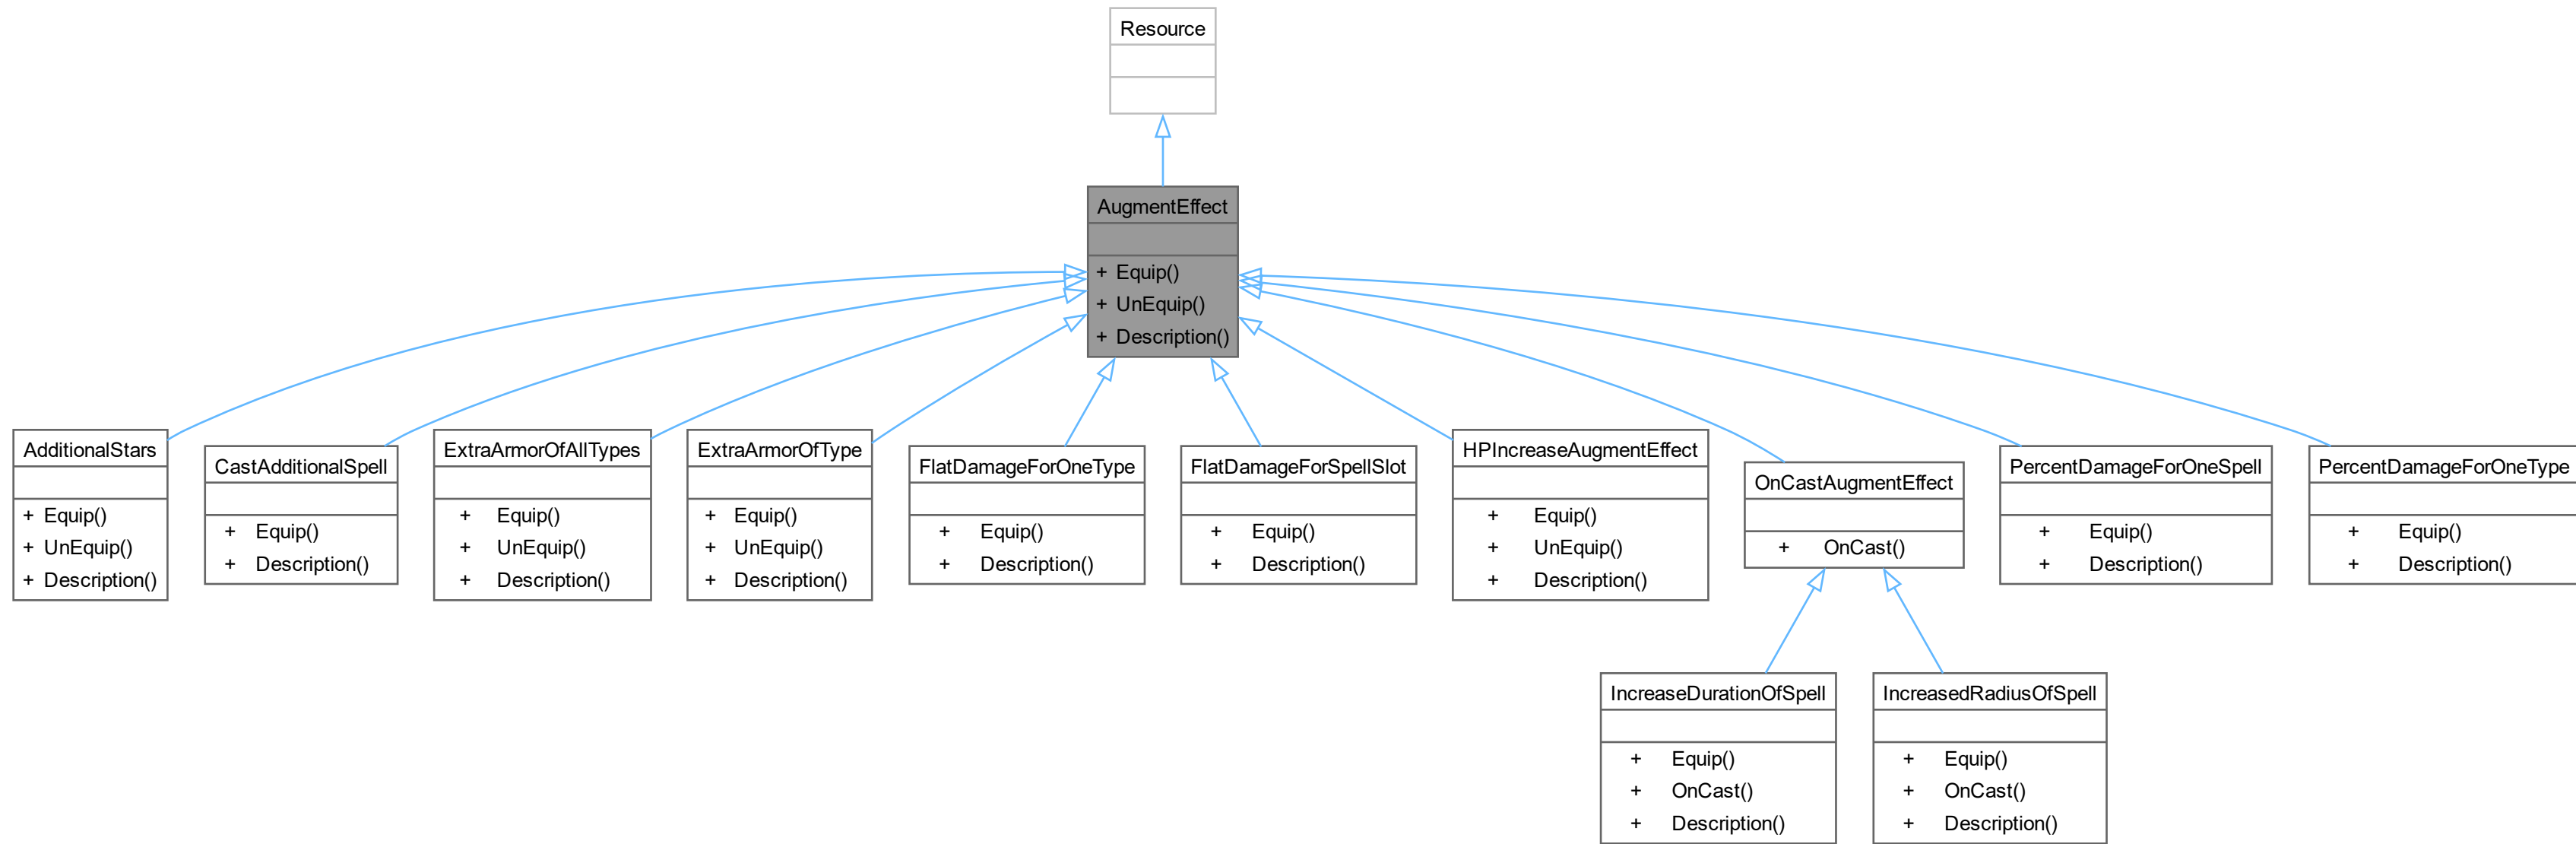 Resource
AugmentEffect
+ Equip()
+ UnEquip()
+ Description()
AdditionalStars
+ Equip()
+ UnEquip()
+ Description()
CastAdditionalSpell
+ Equip()
+ Description()
ExtraArmorOfAllTypes
+ Equip()
+ UnEquip()
+ Description()
ExtraArmorOfType
+ Equip()
+ UnEquip()
+ Description()
FlatDamageForOneType
+ Equip()
+ Description()
FlatDamageForSpellSlot
+ Equip()
+ Description()
HPIncreaseAugmentEffect
+ Equip()
+ UnEquip()
+ Description()
OnCastAugmentEffect
+ OnCast()
PercentDamageForOneSpell
+ Equip()
+ Description()
PercentDamageForOneType
+ Equip()
+ Description()
IncreaseDurationOfSpell
+ Equip()
+ OnCast()
+ Description()
IncreasedRadiusOfSpell
+ Equip()
+ OnCast()
+ Description()